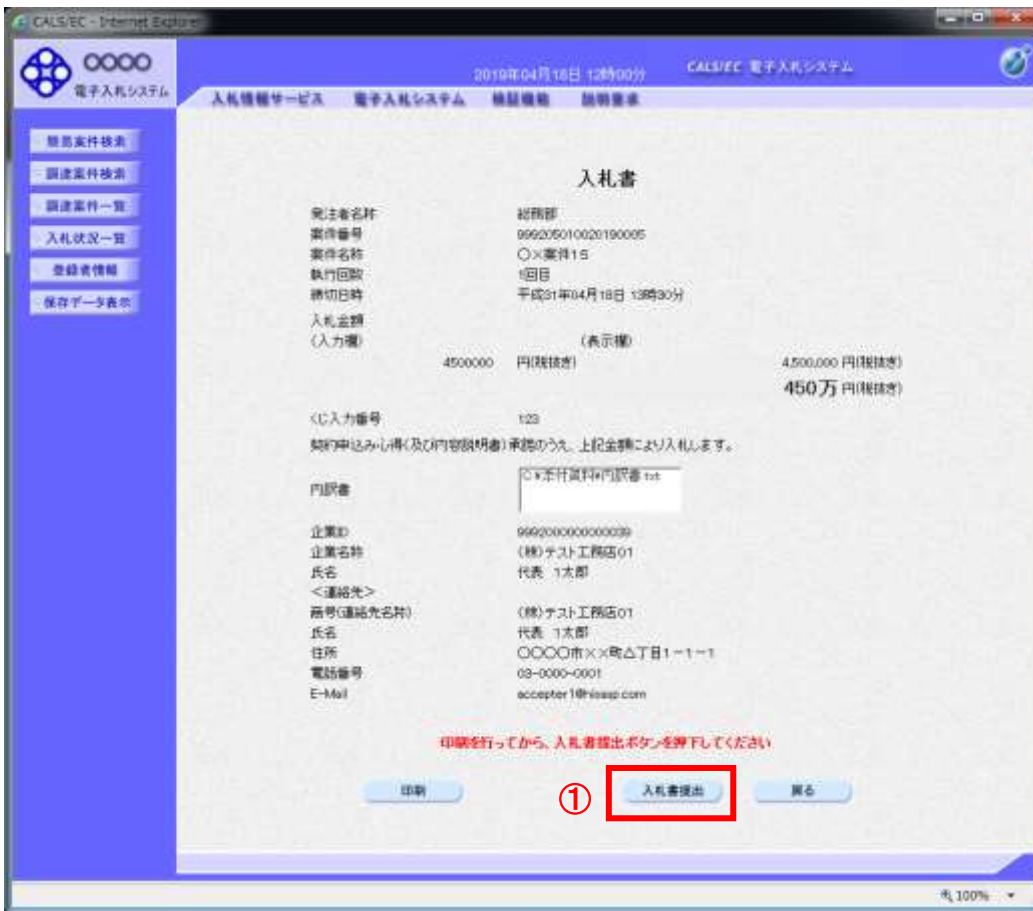 CALS/EC - Internet Explorer
〇〇〇〇
電子入札システム
2019年04月18日 12時00分
CALS/EC 電子入札システム
入札情報サービス 電子入札システム 検証機能 説明要求
簡易案件検索
調達案件検索
調達案件一覧
入札状況一覧
登録者情報
保存データ表示
入札書
発注者名称 総務部
案件番号 999205010020190005
案件名称 〇×案件15
執行回数 1回目
締切日時 平成31年04月18日 13時30分
入札金額
(入力欄) (表示欄)
4500000 円(税抜き) 4,500,000 円(税抜き)
450万 円(税抜き)
くじ入力番号 123
契約申込み心得(及び内容説明書)承諾のうえ、上記金額により入札します。
内訳書 C:¥添付資料¥内訳書.txt
企業ID
企業名称 (株)テスト工務店01
氏名 代表 1太郎
<連絡先>
商号(連絡先名称) (株)テスト工務店01
氏名 代表 1太郎
住所 〇〇〇〇市××町△丁目1-1-1
電話番号 03-0000-0001
E-Mail
印刷を行ってから、入札書提出ボタンを押下してください
印刷 ① 入札書提出 戻る
100%